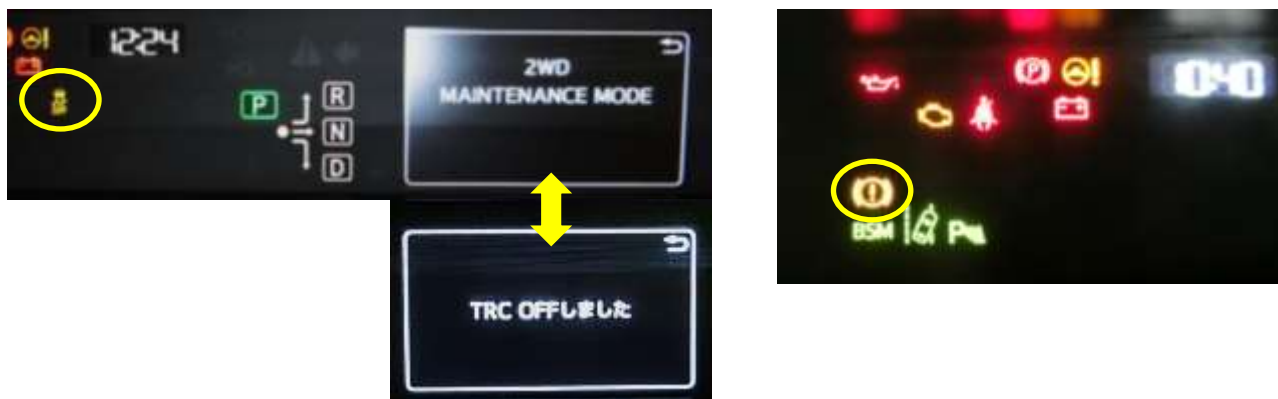 12:24
2WD
MAINTENANCE MODE
P
R
N
D
TRC OFFしました
P
10:40
BSM
P